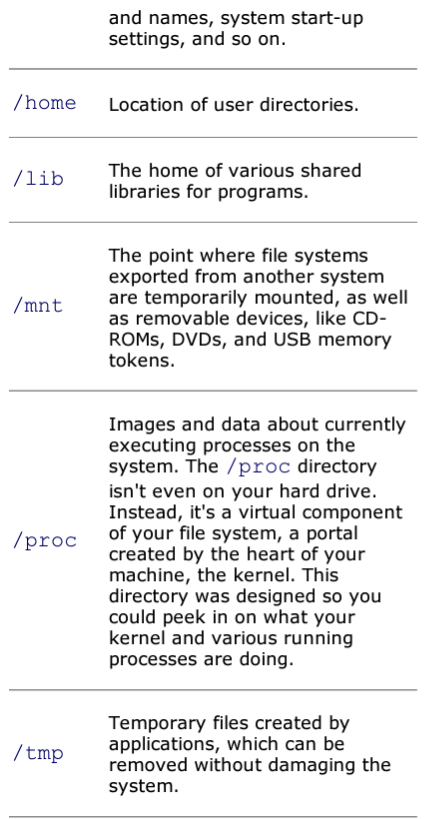 and names, system start-up
settings, and so on.
/home Location of user directories.
The home of various shared
/lib libraries for programs.
The point where file systems
exported from another system
are temporarily mounted, as well
/mnt as removable devices, like CD-
ROMs, DVDs, and USB memory
tokens.
Images and data about currently
executing processes on the
system. The /proc directory
isn't even on your hard drive.
Instead, it's a virtual component
of your file system, a portal
/proc created by the heart of your
machine, the kernel. This
directory was designed so you
could peek in on what your
kernel and various running
processes are doing.
Temporary files created by
applications, which can be
/tmp removed without damaging the
system.